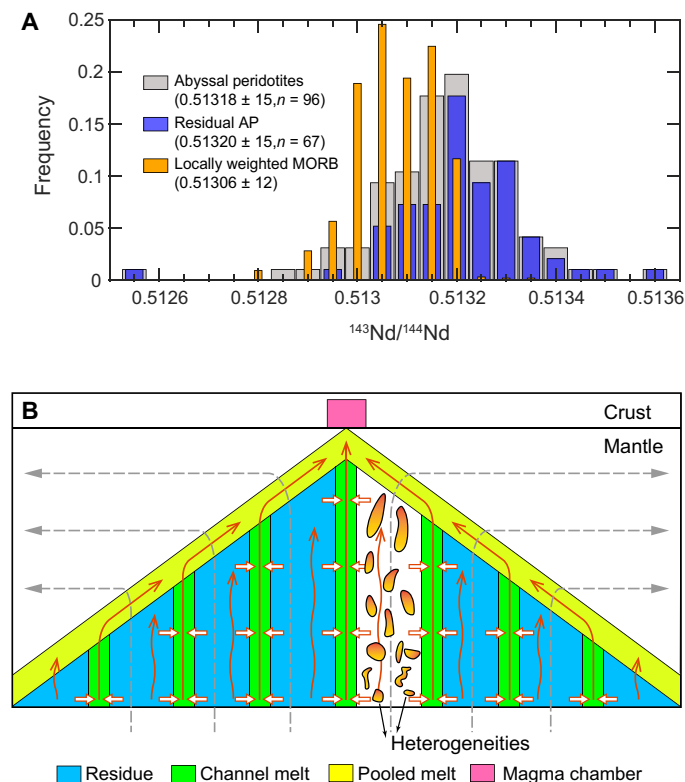 A
0.25
0.2
0.15
0.1
0.05
0
Frequency
Abyssal peridotites
(0.51318 ± 15,n = 96)
Residual AP
(0.51320 ± 15,n = 67)
Locally weighted MORB
(0.51306 ± 12)
0.5126 0.5128 0.513 0.5132 0.5134 0.5136
¹⁴³Nd/¹⁴⁴Nd
B
Crust
Mantle
Heterogeneities
Residue Channel melt Pooled melt Magma chamber